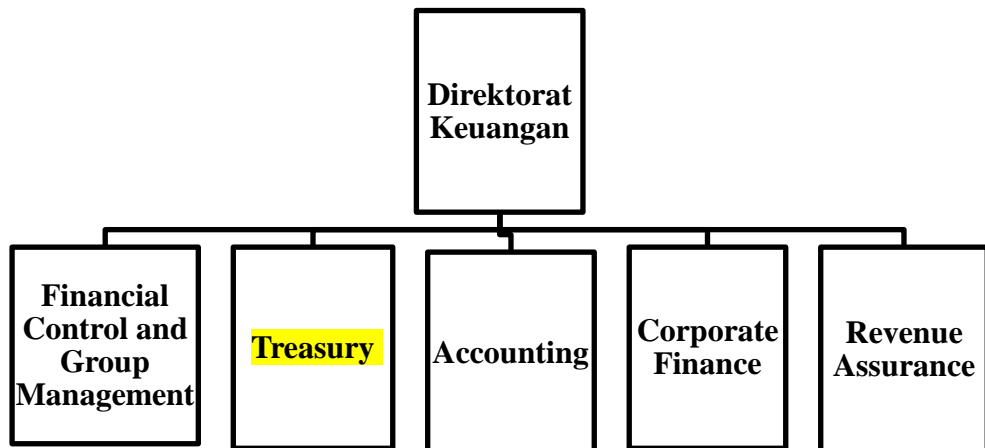 Direktorat
Keuangan
Financial
Control and
Group
Management
Treasury
Accounting
Corporate
Finance
Revenue
Assurance